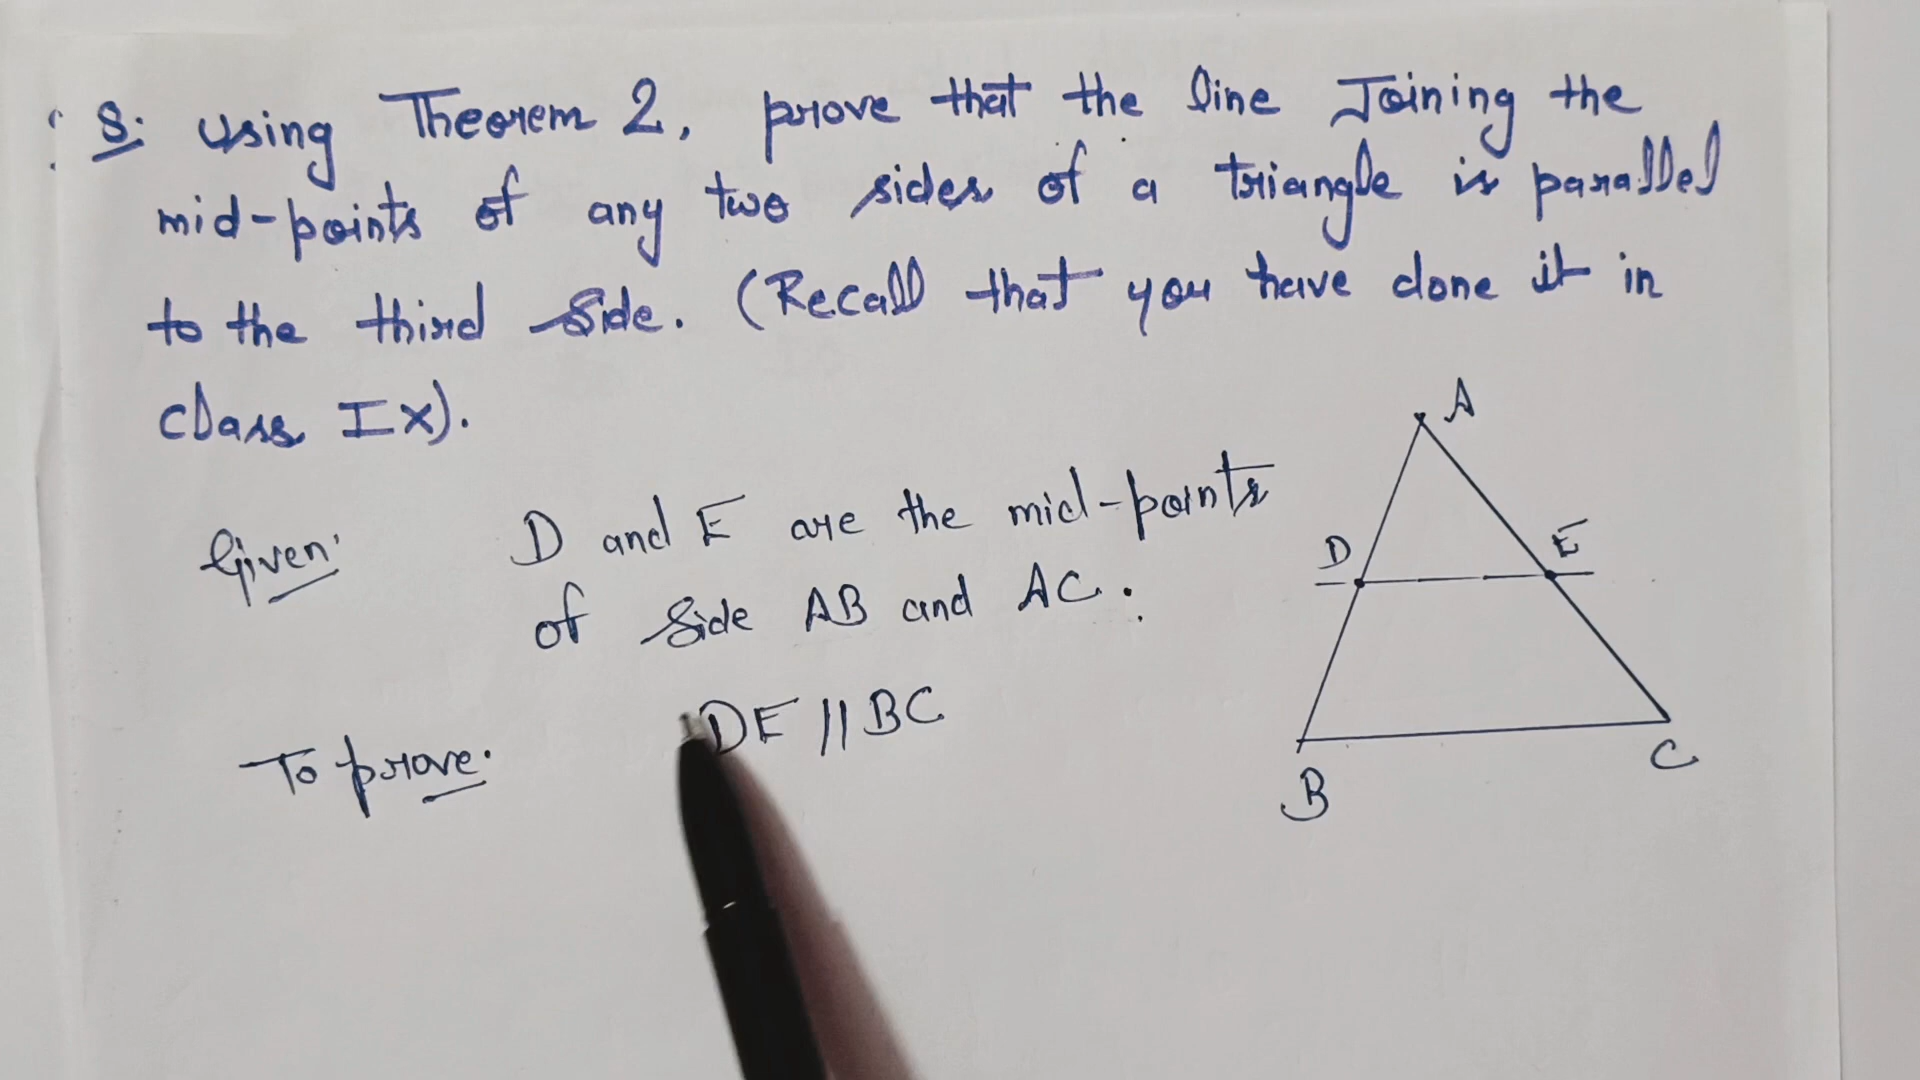 8. Using Theorem 2, prove that the line Joining the
mid-points of any two sides of a triangle is parallel
to the third side. (Recall that you have done it in
class IX).
A
Given: D and E are the mid-points
D E
of side AB and AC.
To prove: DE || BC
B C